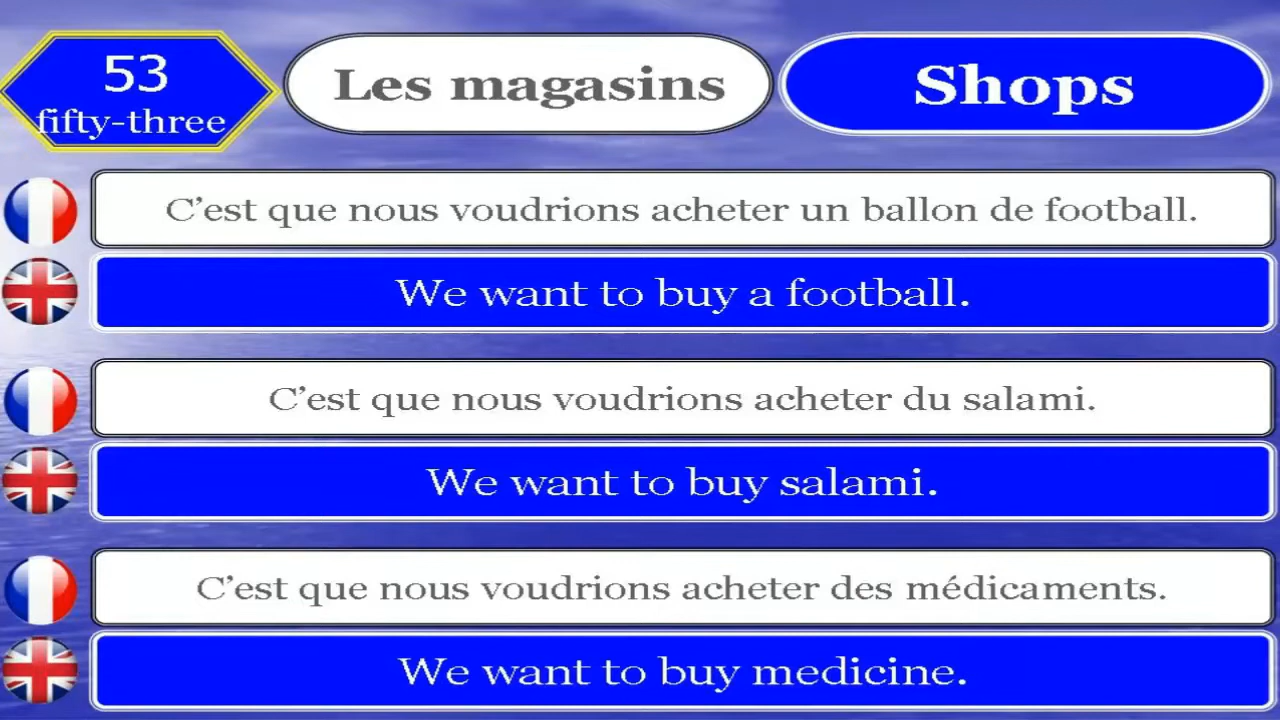 53
fifty-three
Les magasins
Shops
C’est que nous voudrions acheter un ballon de football.
We want to buy a football.
C’est que nous voudrions acheter du salami.
We want to buy salami.
C’est que nous voudrions acheter des médicaments.
We want to buy medicine.